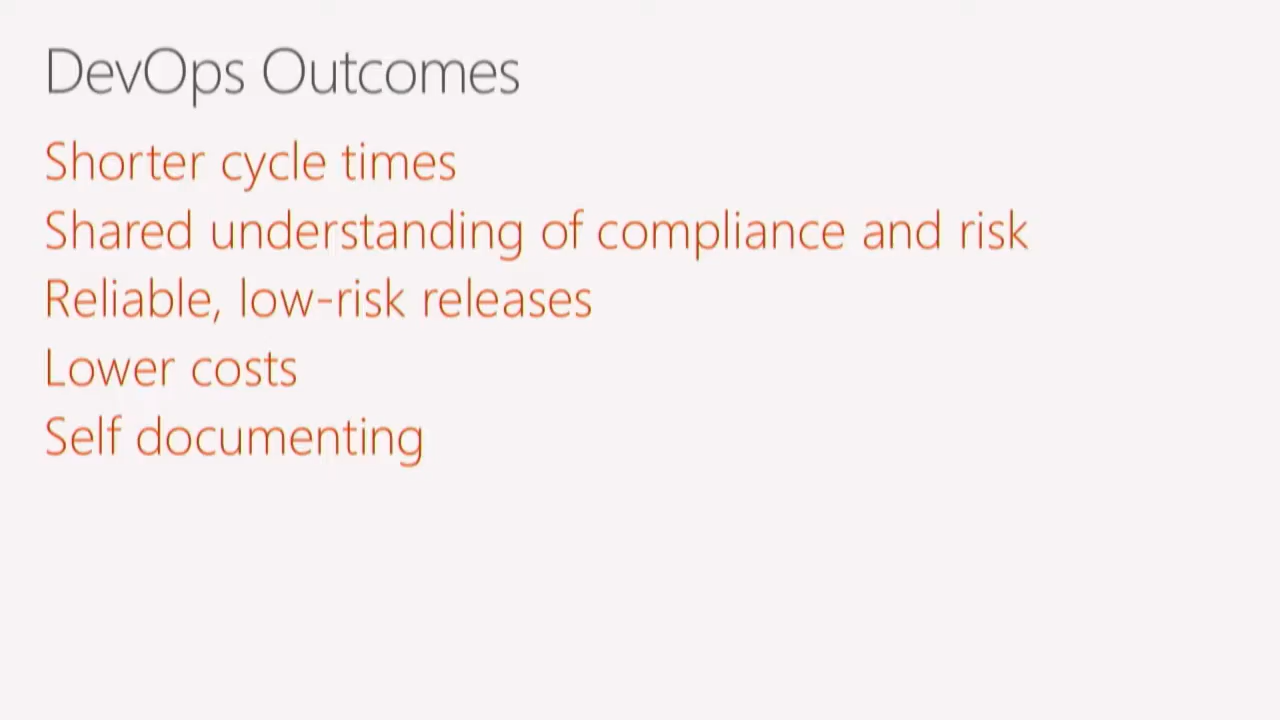 DevOps Outcomes
Shorter cycle times
Shared understanding of compliance and risk
Reliable, low-risk releases
Lower costs
Self documenting